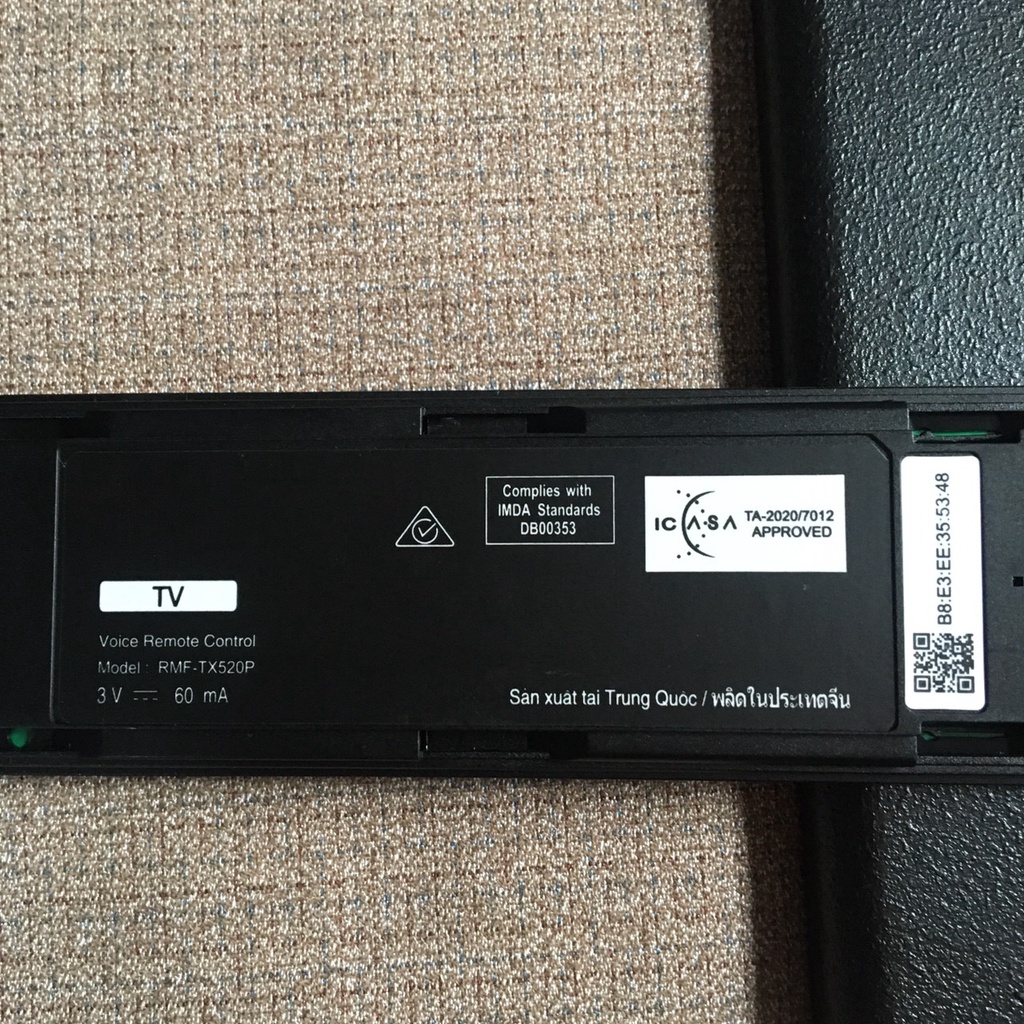 Complies with
IMDA Standards
DB00353
ICASA TA-2020/7012
APPROVED
B8:E3:EE:35:53:48
TV
Voice Remote Control
Model : RMF-TX520P
3 V ⎓ 60 mA
Sản xuất tại Trung Quốc / ผลิตในประเทศจีน